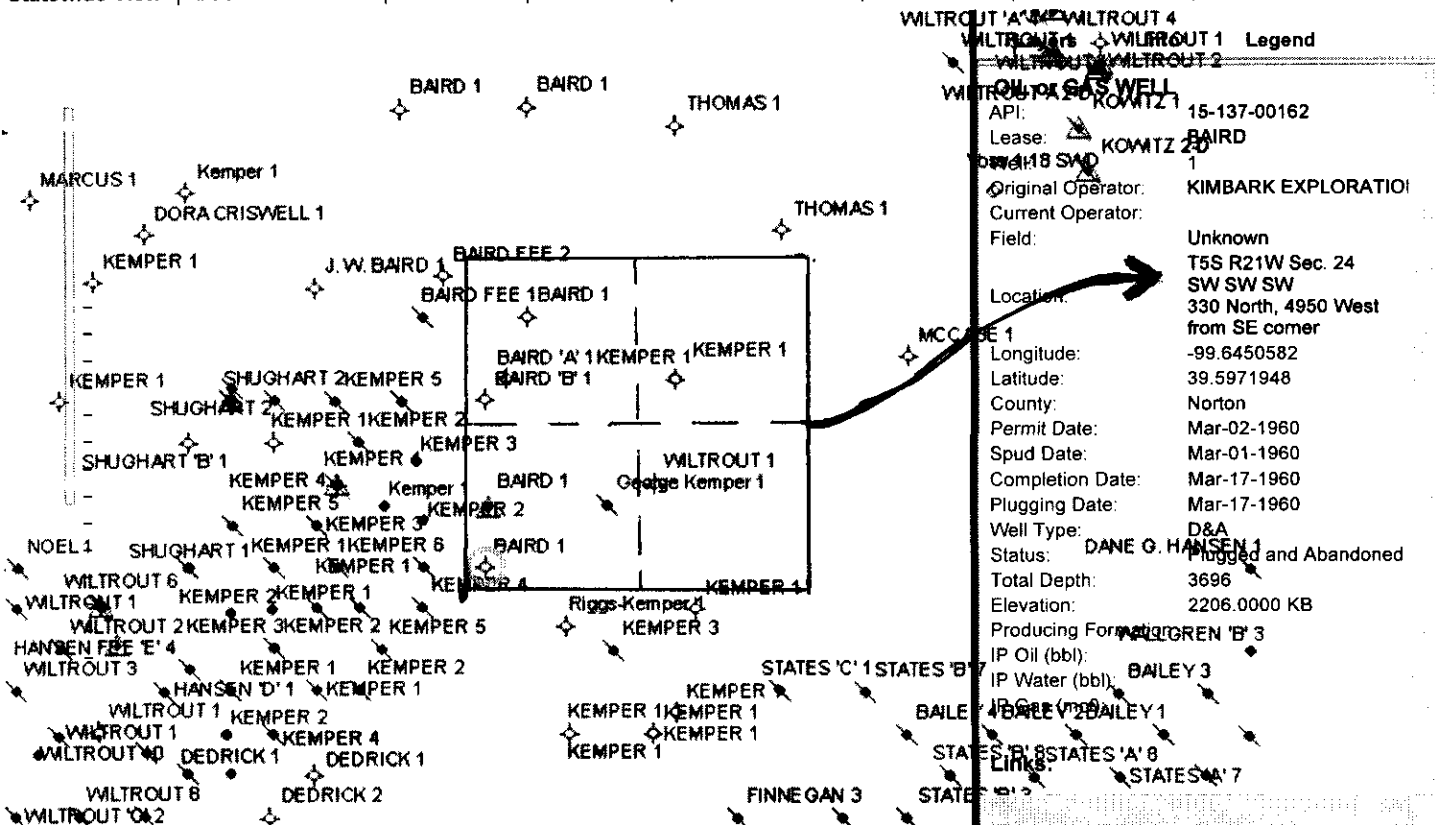 WILTROUT 4
WILTROUT 1 Legend
WILTROUT 2
BAIRD 1 BAIRD 1
THOMAS 1
KOWITZ 1
KOWITZ 2-D
MARCUS 1
Kemper 1
DORA CRISWELL 1
THOMAS 1
KEMPER 1
J. W. BAIRD 1
BAIRD FEE 2
BAIRD FEE 1 BAIRD 1
MCCABE 1
BAIRD 'A' 1 KEMPER 1 KEMPER 1
BAIRD 'B' 1
KEMPER 1
SHUGHART 2 KEMPER 5
SHUGHART 2
KEMPER 1 KEMPER 2
KEMPER 3
SHUGHART 'B' 1
WILTROUT 1
KEMPER 4
Kemper 1
BAIRD 1
George Kemper 1
KEMPER 5
KEMPER 3
KEMPER 2
NOEL 1
SHUGHART 1 KEMPER 1 KEMPER 6
BAIRD 1
KEMPER 1
WILTROUT 6
KEMPER 4
KEMPER 1
KEMPER 2 KEMPER 1
WILTROUT 1
Riggs-Kemper 1
WILTROUT 2 KEMPER 3 KEMPER 2 KEMPER 5
KEMPER 3
HANSEN FEE 'E' 4
WILTROUT 3
KEMPER 1 KEMPER 2
STATES 'C' 1 STATES 'B' 7
HANSEN 'D' 1 KEMPER 1
KEMPER
WILTROUT 1
KEMPER 2
KEMPER 1 KEMPER 1
WILTROUT 1
KEMPER 4
KEMPER 1
KEMPER 1
WILTROUT 10 DEDRICK 1 DEDRICK 1
WILTROUT 6
DEDRICK 2
FINNEGAN 3
WILTROUT 'C' 2
OIL or GAS WELL
API: 15-137-00162
Lease: BAIRD
Well: 1
Original Operator: KIMBARK EXPLORATIO
Current Operator:
Field: Unknown
Location: T5S R21W Sec. 24
SW SW SW
330 North, 4950 West
from SE corner
Longitude: -99.6450582
Latitude: 39.5971948
County: Norton
Permit Date: Mar-02-1960
Spud Date: Mar-01-1960
Completion Date: Mar-17-1960
Plugging Date: Mar-17-1960
Well Type: D&A
DANE G. HANSEN 1
Status: Plugged and Abandoned
Total Depth: 3696
Elevation: 2206.0000 KB
Producing Formation:
WALLGREN 'B' 3
IP Oil (bbl):
BAILEY 3
IP Water (bbl):
IP Gas (mcf):
BAILEY 4 BAILEY 2 BAILEY 1
STATES 'B' 8 STATES 'A' 8
Links:
STATES 'A' 7